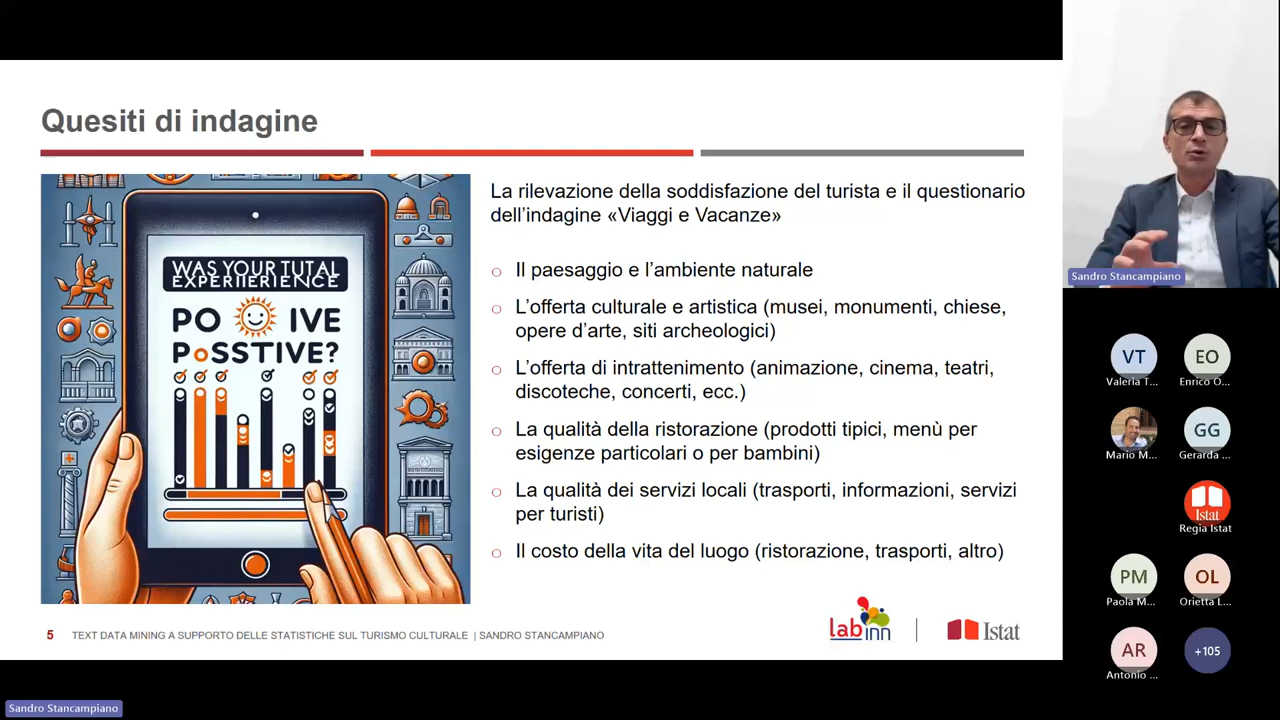 Quesiti di indagine
WAS YOUR TUTAL
EXPERIIERIENCE
PO IVE
POSSTIVE?
La rilevazione della soddisfazione del turista e il questionario
dell'indagine «Viaggi e Vacanze»
Il paesaggio e l'ambiente naturale
L'offerta culturale e artistica (musei, monumenti, chiese,
opere d'arte, siti archeologici)
L'offerta di intrattenimento (animazione, cinema, teatri,
discoteche, concerti, ecc.)
La qualità della ristorazione (prodotti tipici, menù per
esigenze particolari o per bambini)
La qualità dei servizi locali (trasporti, informazioni, servizi
per turisti)
Il costo della vita del luogo (ristorazione, trasporti, altro)
5 TEXT DATA MINING A SUPPORTO DELLE STATISTICHE SUL TURISMO CULTURALE | SANDRO STANCAMPIANO
lab inn
Istat
Sandro Stancampiano
VT
EO
Valeria T...
Enrico O...
GG
Mario M...
Gerarda ...
Istat
Regia Istat
PM
OL
Paola M...
Orietta L...
AR
+105
Antonio ...
Sandro Stancampiano